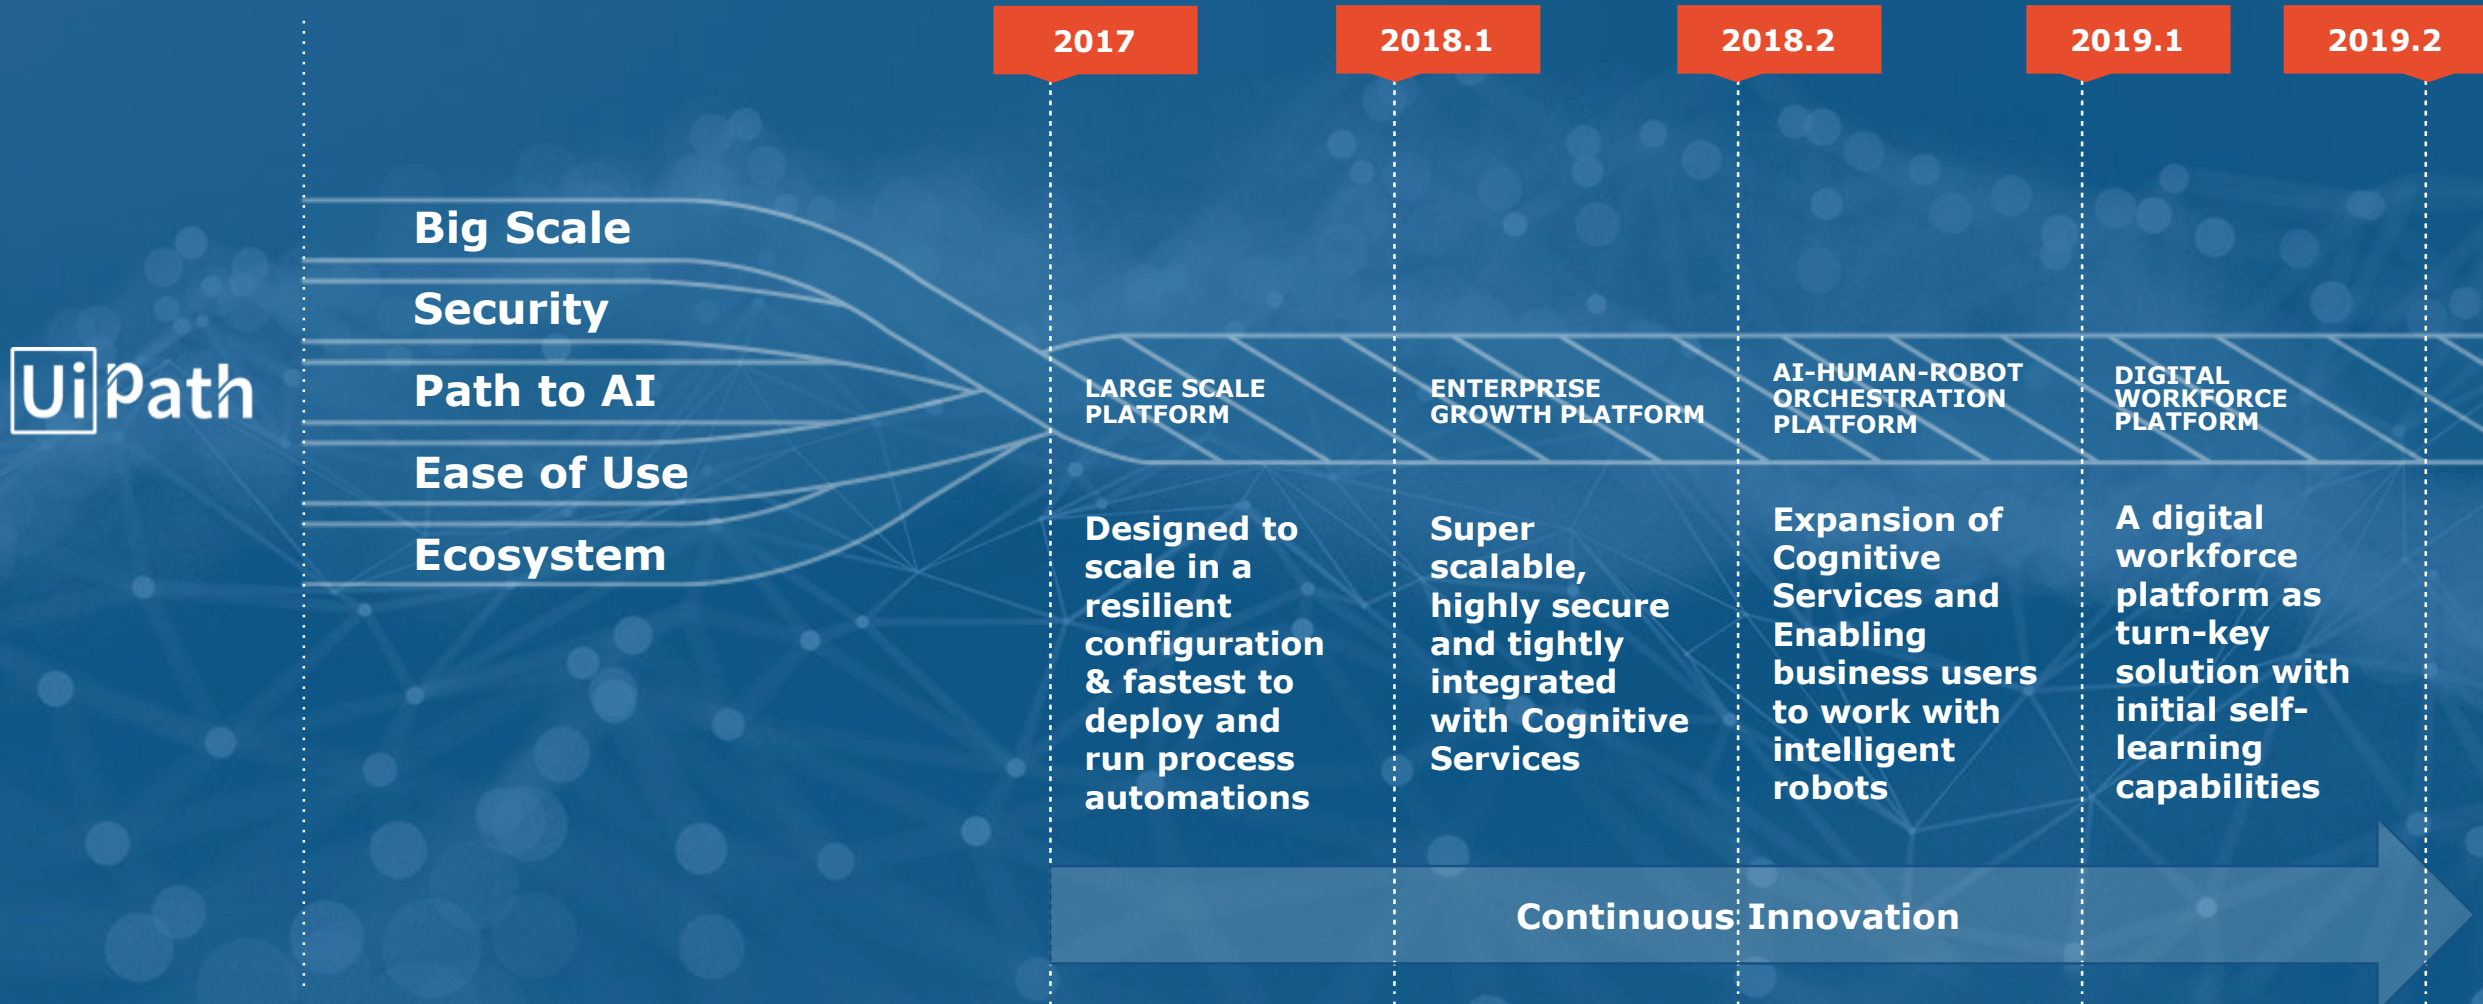 2017
2018.1
2018.2
2019.1
2019.2
UiPath
Big Scale
Security
Path to AI
Ease of Use
Ecosystem
LARGE SCALE
PLATFORM
Designed to
scale in a
resilient
configuration
& fastest to
deploy and
run process
automations
ENTERPRISE
GROWTH PLATFORM
Super
scalable,
highly secure
and tightly
integrated
with Cognitive
Services
AI-HUMAN-ROBOT
ORCHESTRATION
PLATFORM
Expansion of
Cognitive
Services and
Enabling
business users
to work with
intelligent
robots
DIGITAL
WORKFORCE
PLATFORM
A digital
workforce
platform as
turn-key
solution with
initial self-
learning
capabilities
Continuous Innovation